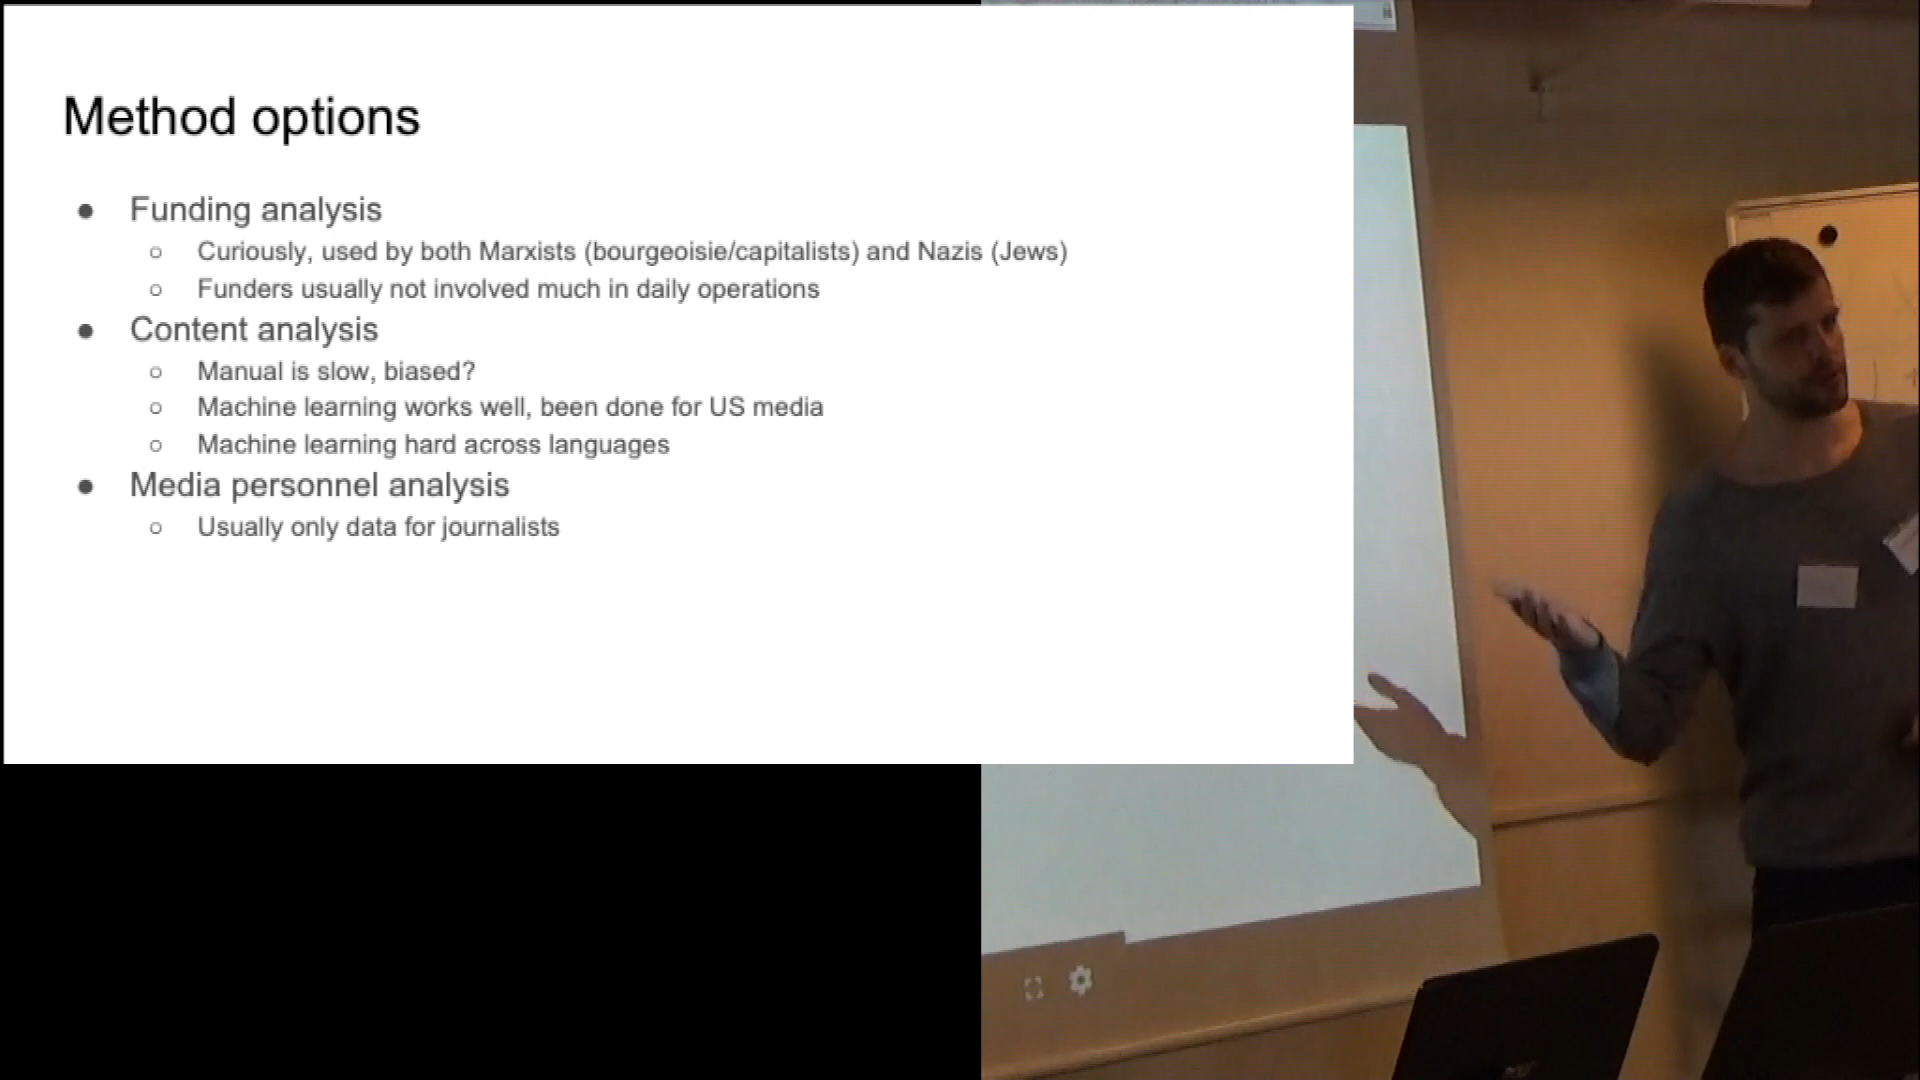 Method options
● Funding analysis
○ Curiously, used by both Marxists (bourgeoisie/capitalists) and Nazis (Jews)
○ Funders usually not involved much in daily operations
● Content analysis
○ Manual is slow, biased?
○ Machine learning works well, been done for US media
○ Machine learning hard across languages
● Media personnel analysis
○ Usually only data for journalists